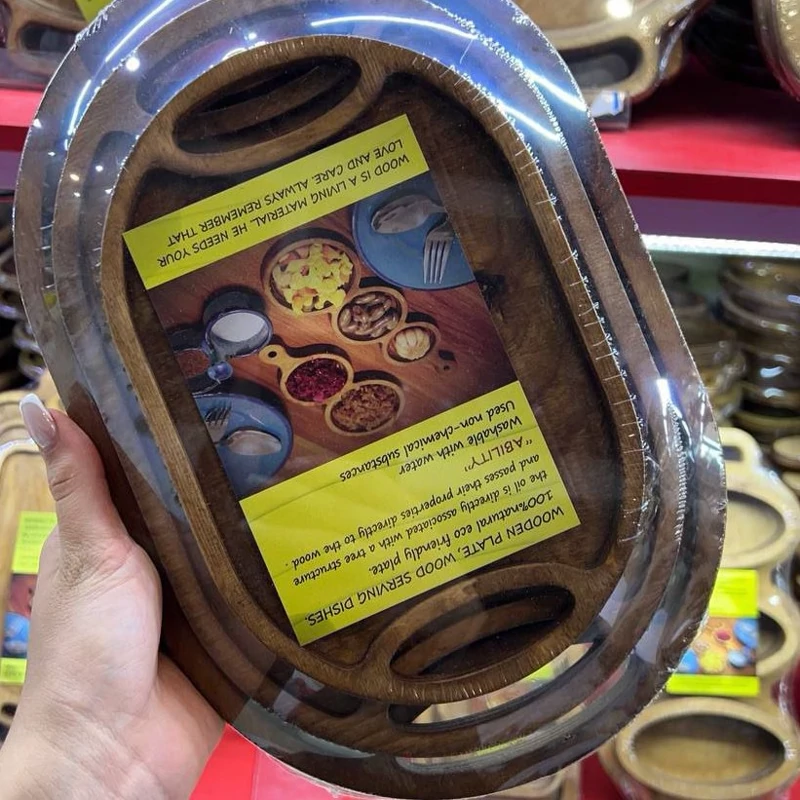 WOODEN PLATE, WOOD SERVING DISHES.
100%natural eco friendly plate.
the oil is directly associated with a tree structure
and passes their properties directly to the wood .
"ABILITY"
Washable with water
Used non-chemical substances
WOOD IS A LIVING MATERIAL. HE NEEDS YOUR
LOVE AND CARE. ALWAYS REMEMBER THAT